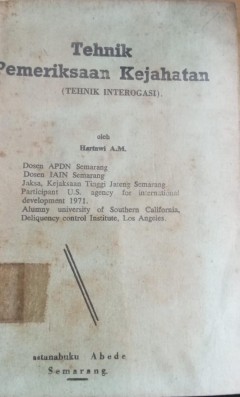 Tehnik
Pemeriksaan Kejahatan
(TEHNIK INTEROGASI)
oleh
Hartawi A.M.
Dosen APDN Semarang
Dosen IAIN Semarang
Jaksa, Kejaksaan Tinggi Jateng Semarang
Participant U.S. agency for international
development 1971.
Alumny university of Southern California,
Deliquency control Institute, Los Angeles.
astanabuku Abede
Semarang.